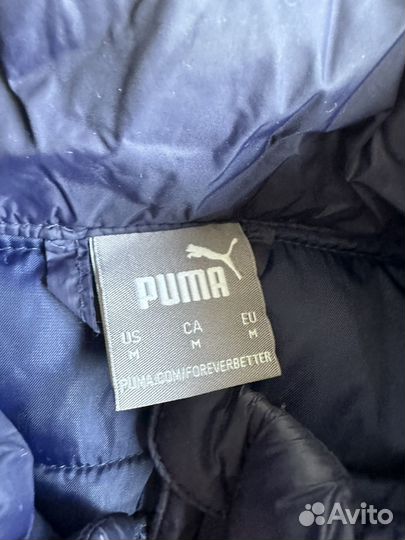 PUMA
US CA EU
M M M
PUMA.COM/FOREVERBETTER
Avito